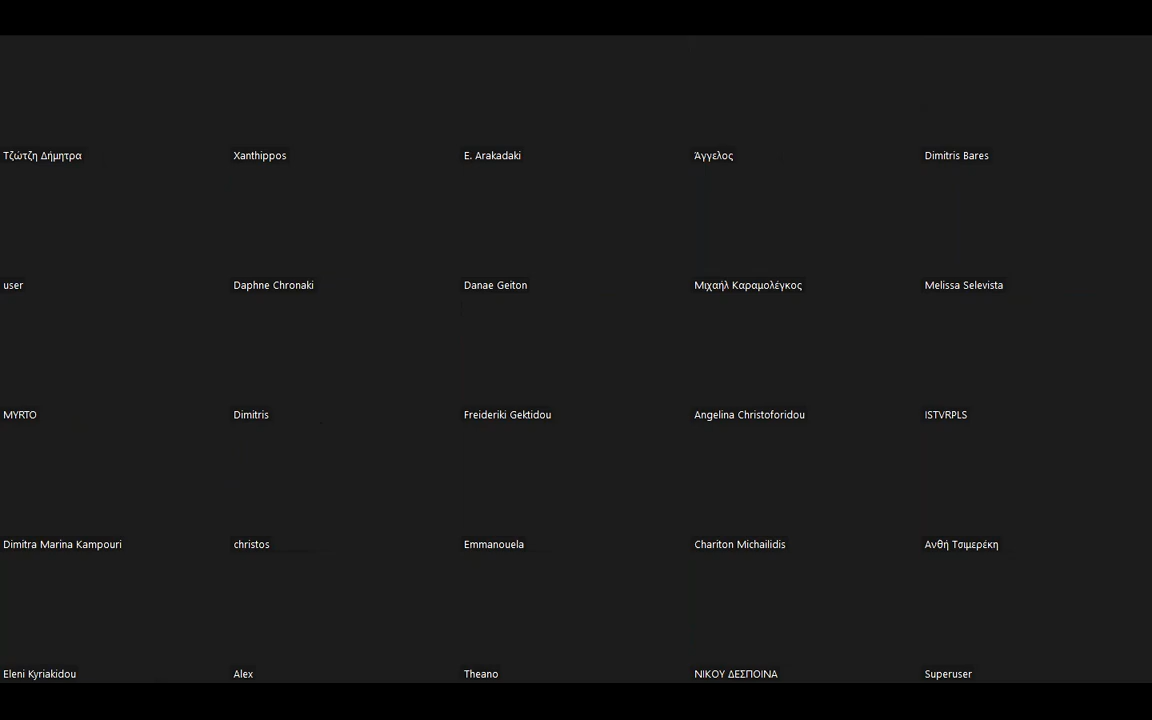 Τζώτζη Δήμητρα
Xanthippos
E. Arakadaki
Άγγελος
Dimitris Bares
user
Daphne Chronaki
Danae Geiton
Μιχαήλ Καραμολέγκος
Melissa Selevista
MYRTO
Dimitris
Freideriki Gektidou
Angelina Christoforidou
ISTVRPLS
Dimitra Marina Kampouri
christos
Emmanouela
Chariton Michailidis
Ανθή Τσιμερέκη
Eleni Kyriakidou
Alex
Theano
ΝΙΚΟΥ ΔΕΣΠΟΙΝΑ
Superuser